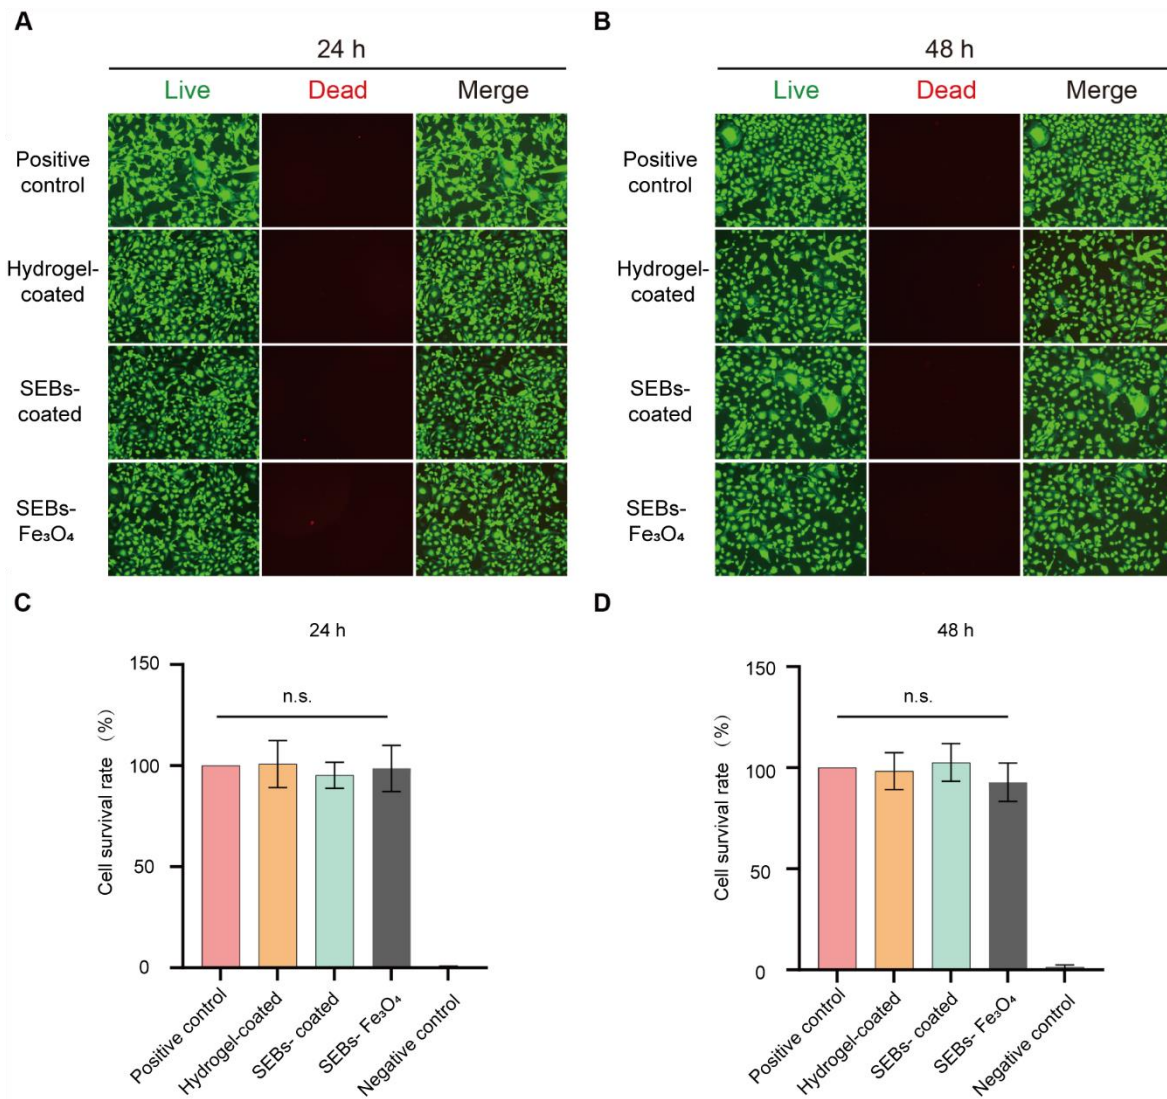 A
24 h
Live Dead Merge
Positive
control
Hydrogel-
coated
SEBs-
coated
SEBs-
Fe₃O₄
B
48 h
Live Dead Merge
Positive
control
Hydrogel-
coated
SEBs-
coated
SEBs-
Fe₃O₄
C
24 h
150
100
50
0
Cell survival rate（%）
n.s.
Positive control
Hydrogel-coated
SEBs- coated
SEBs- Fe₃O₄
Negative control
D
48 h
150
100
50
0
Cell survival rate（%）
n.s.
Positive control
Hydrogel-coated
SEBs- coated
SEBs- Fe₃O₄
Negative control